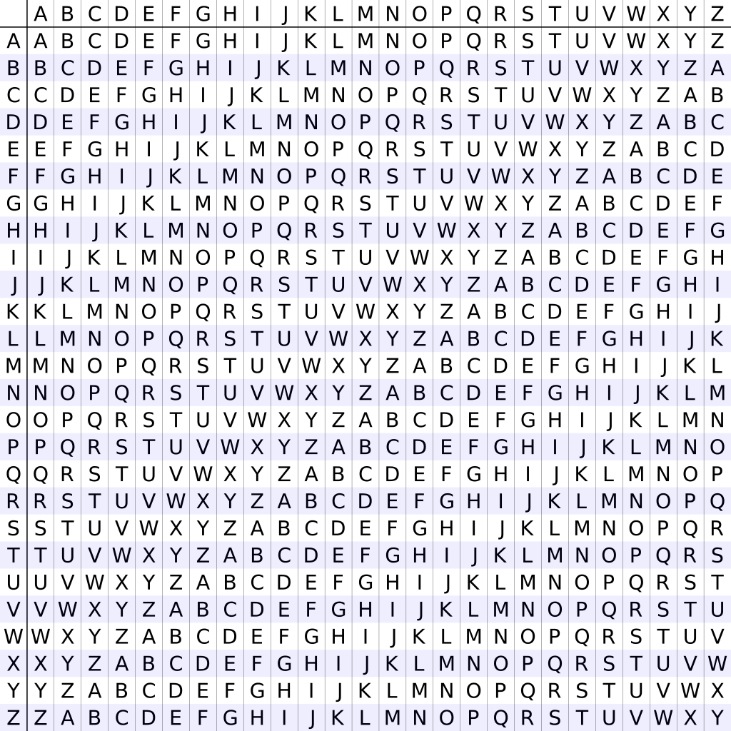 A B C D E F G H I J K L M N O P Q R S T U V W X Y Z
A A B C D E F G H I J K L M N O P Q R S T U V W X Y Z
B B C D E F G H I J K L M N O P Q R S T U V W X Y Z A
C C D E F G H I J K L M N O P Q R S T U V W X Y Z A B
D D E F G H I J K L M N O P Q R S T U V W X Y Z A B C
E E F G H I J K L M N O P Q R S T U V W X Y Z A B C D
F F G H I J K L M N O P Q R S T U V W X Y Z A B C D E
G G H I J K L M N O P Q R S T U V W X Y Z A B C D E F
H H I J K L M N O P Q R S T U V W X Y Z A B C D E F G
I I J K L M N O P Q R S T U V W X Y Z A B C D E F G H
J J K L M N O P Q R S T U V W X Y Z A B C D E F G H I
K K L M N O P Q R S T U V W X Y Z A B C D E F G H I J
L L M N O P Q R S T U V W X Y Z A B C D E F G H I J K
M M N O P Q R S T U V W X Y Z A B C D E F G H I J K L
N N O P Q R S T U V W X Y Z A B C D E F G H I J K L M
O O P Q R S T U V W X Y Z A B C D E F G H I J K L M N
P P Q R S T U V W X Y Z A B C D E F G H I J K L M N O
Q Q R S T U V W X Y Z A B C D E F G H I J K L M N O P
R R S T U V W X Y Z A B C D E F G H I J K L M N O P Q
S S T U V W X Y Z A B C D E F G H I J K L M N O P Q R
T T U V W X Y Z A B C D E F G H I J K L M N O P Q R S
U U V W X Y Z A B C D E F G H I J K L M N O P Q R S T
V V W X Y Z A B C D E F G H I J K L M N O P Q R S T U
W W X Y Z A B C D E F G H I J K L M N O P Q R S T U V
X X Y Z A B C D E F G H I J K L M N O P Q R S T U V W
Y Y Z A B C D E F G H I J K L M N O P Q R S T U V W X
Z Z A B C D E F G H I J K L M N O P Q R S T U V W X Y